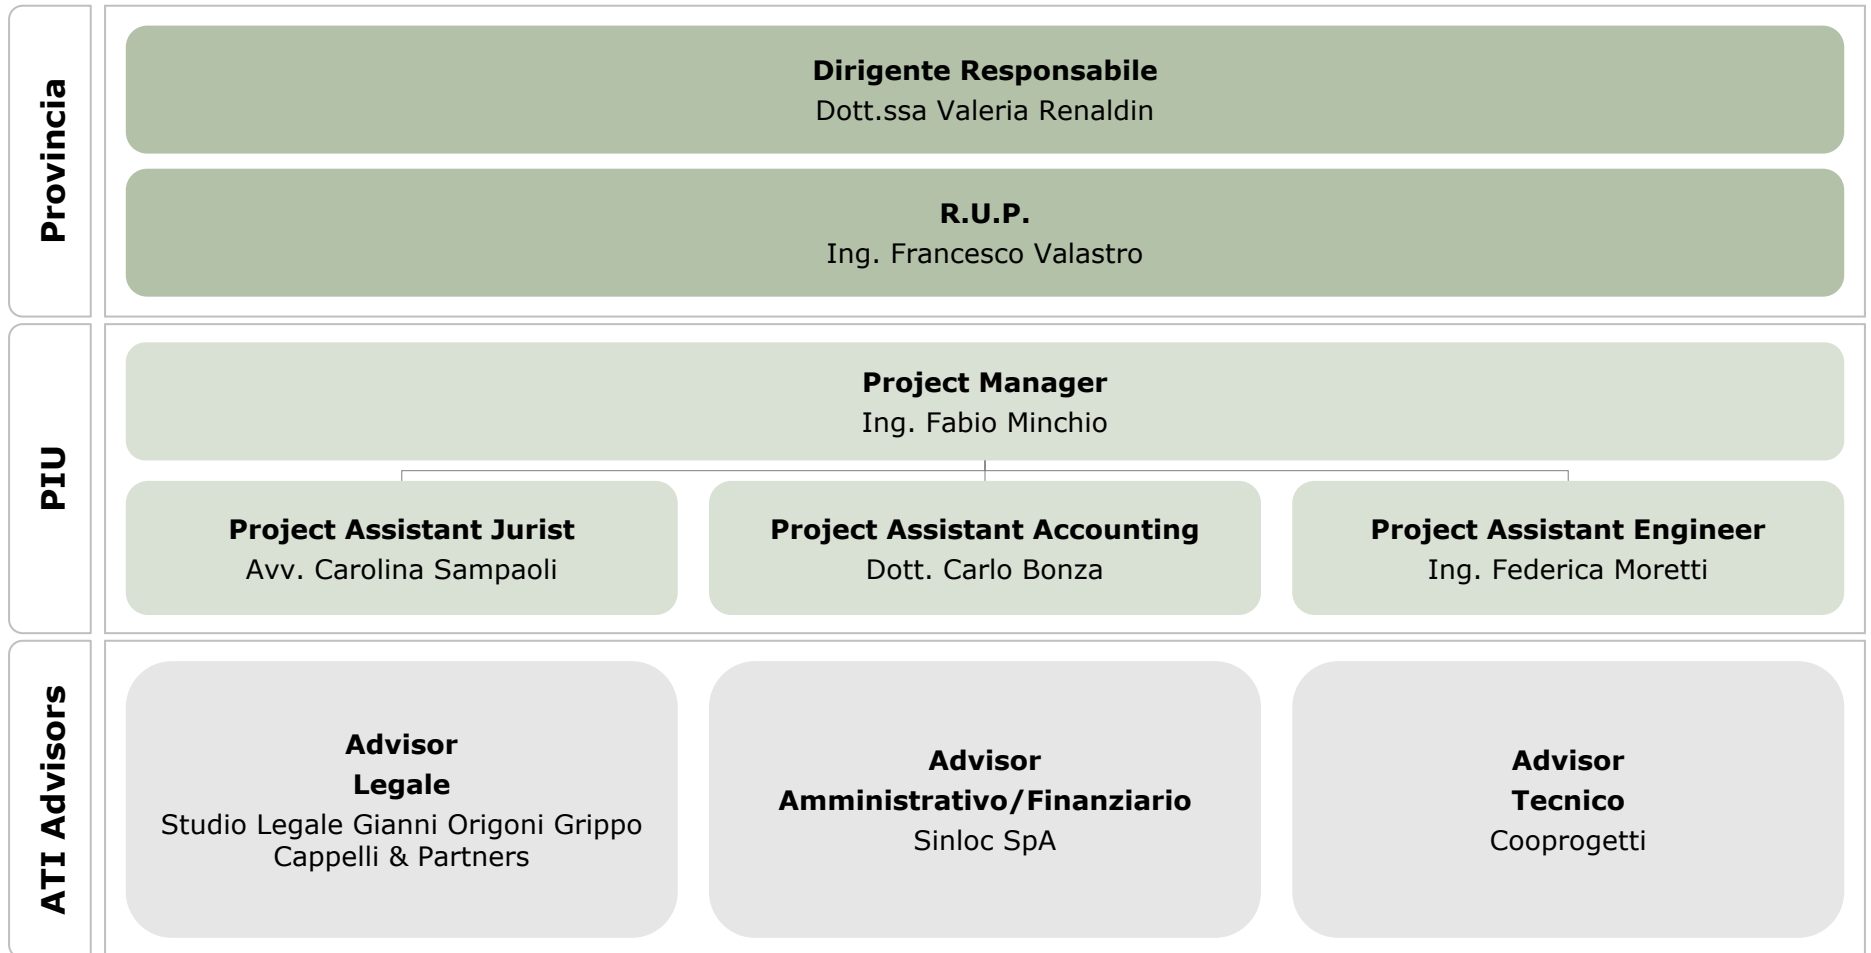 Provincia
Dirigente Responsabile
Dott.ssa Valeria Renaldin
R.U.P.
Ing. Francesco Valastro
PIU
Project Manager
Ing. Fabio Minchio
Project Assistant Jurist
Avv. Carolina Sampaoli
Project Assistant Accounting
Dott. Carlo Bonza
Project Assistant Engineer
Ing. Federica Moretti
ATI Advisors
Advisor
Legale
Studio Legale Gianni Origoni Grippo
Cappelli & Partners
Advisor
Amministrativo/Finanziario
Sinloc SpA
Advisor
Tecnico
Cooprogetti